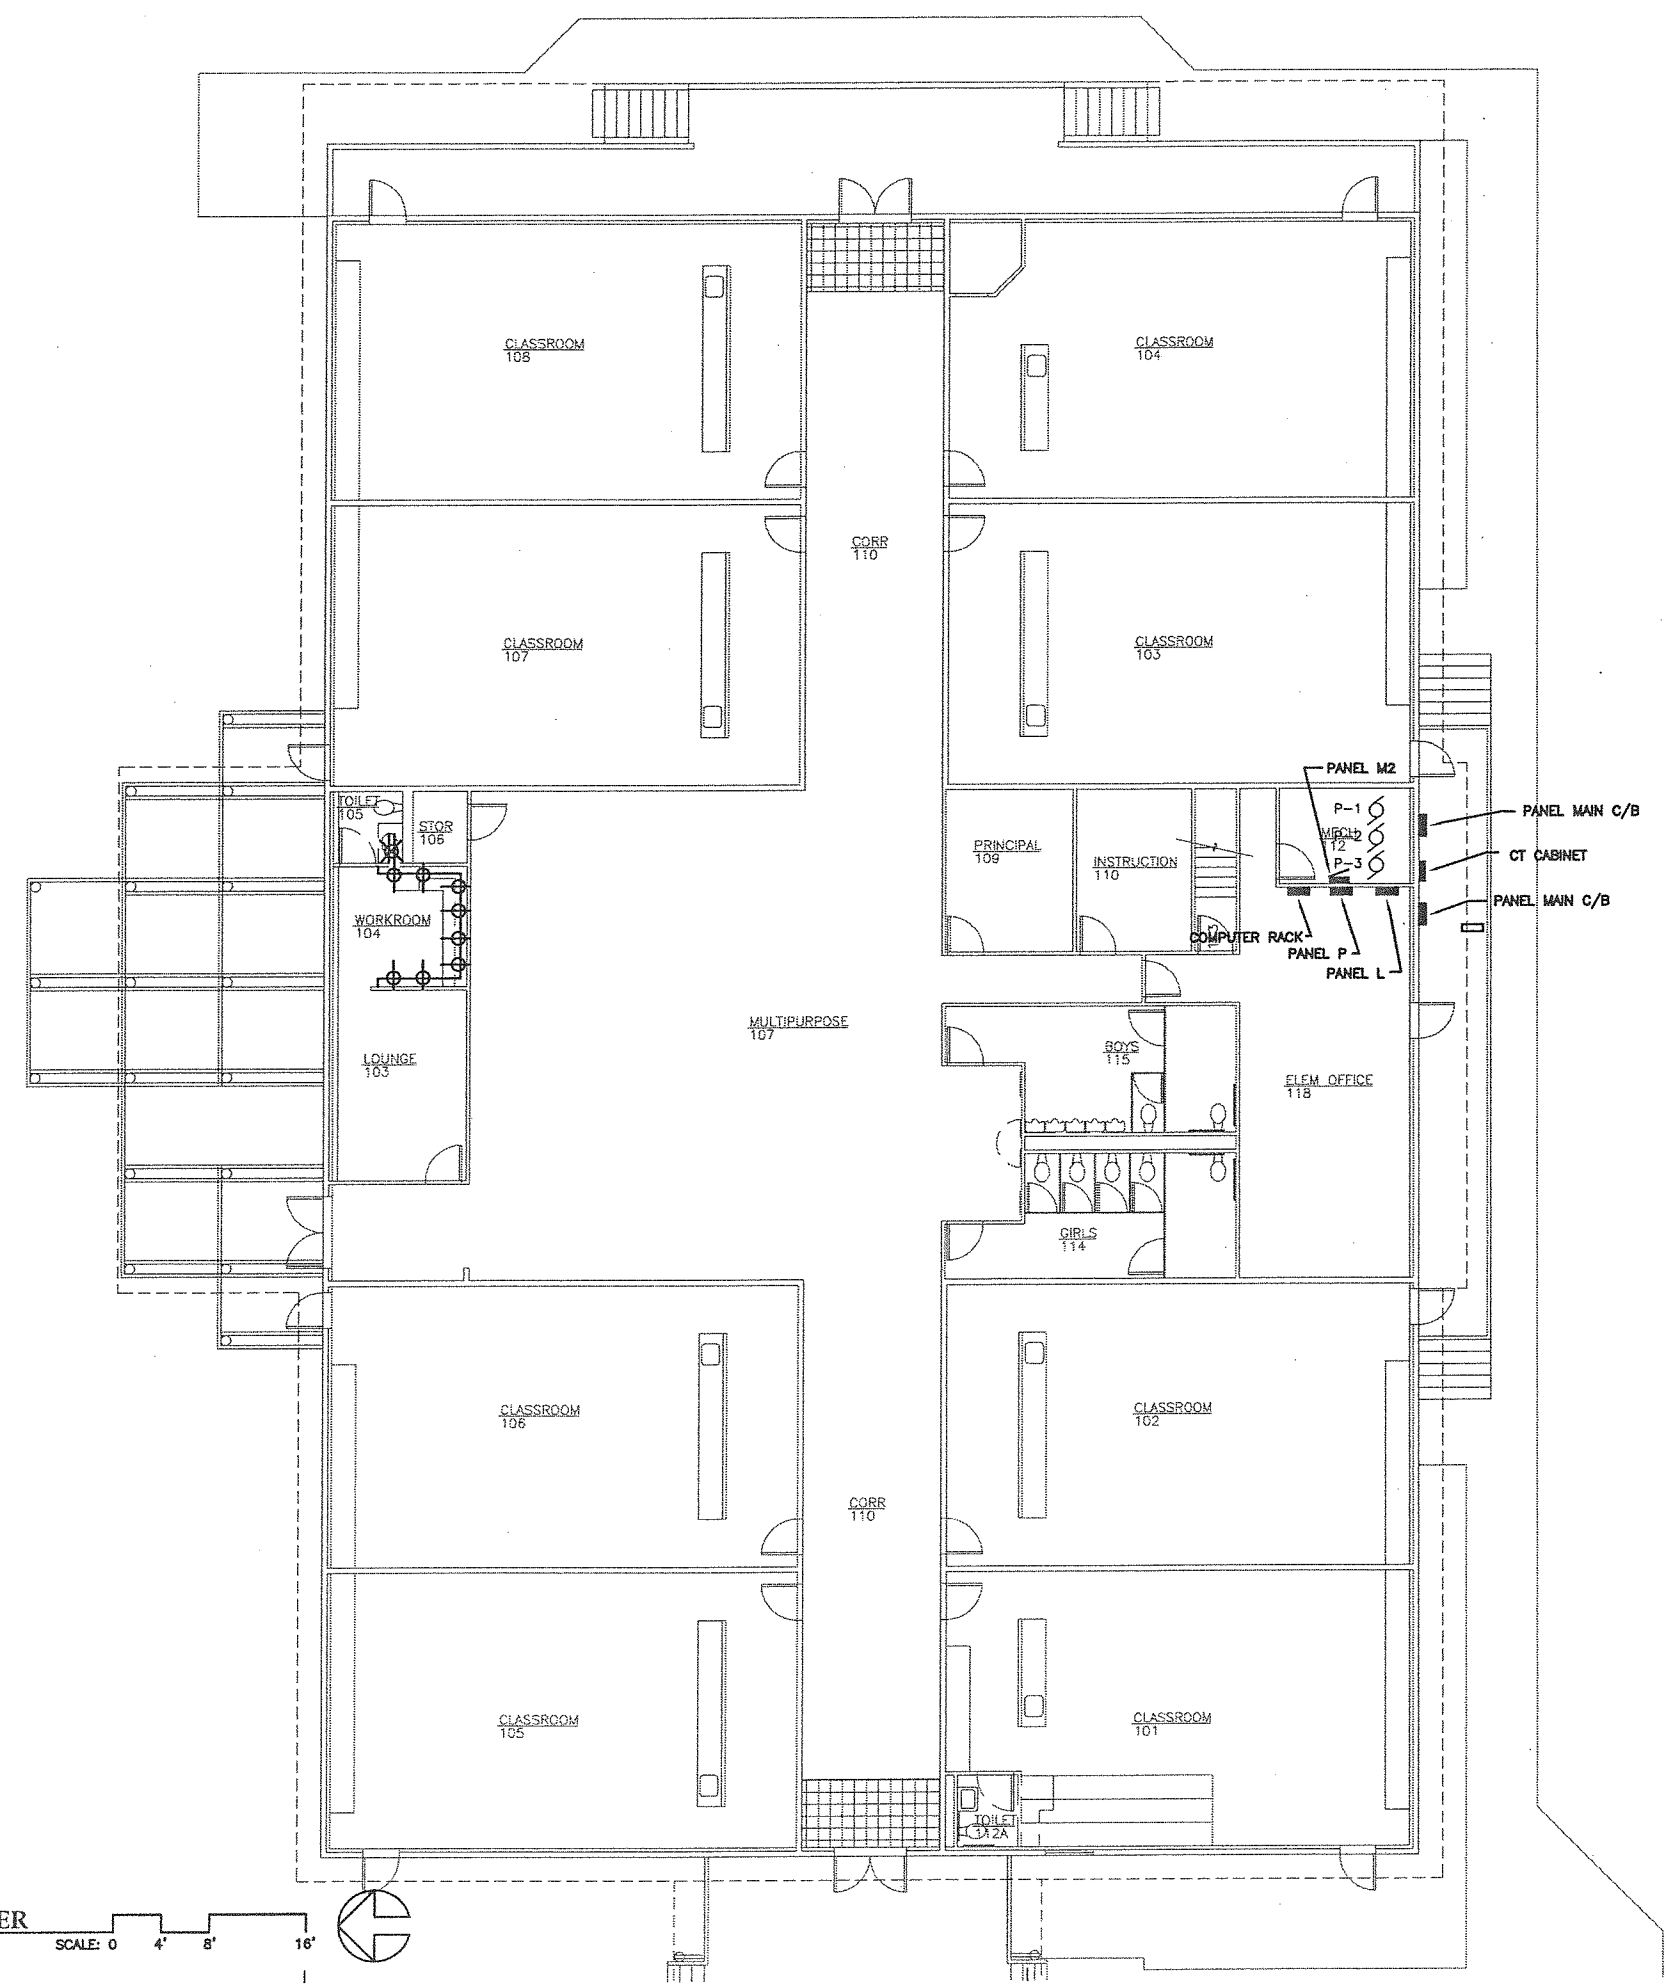 CLASSROOM
108
CLASSROOM
104
CORR
110
CLASSROOM
107
CLASSROOM
103
PANEL M2
P-1
PANEL MAIN C/B
TOILET
105
STOR
106
PRINCIPAL
109
INSTRUCTION
110
MECH
P-2
112
P-3
CT CABINET
PANEL MAIN C/B
WORKROOM
104
COMPUTER RACK
113
PANEL P
PANEL L
MULTIPURPOSE
107
LOUNGE
103
BOYS
115
ELEM OFFICE
118
GIRLS
114
CLASSROOM
106
CLASSROOM
102
CORR
110
CLASSROOM
105
CLASSROOM
101
TOILET
112A
ER
SCALE: 0 4' 8' 16'